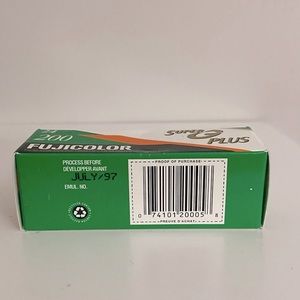 200
FUJICOLOR
SUPER G PLUS
PROCESS BEFORE
DEVELOPPER AVANT
JULY/97
EMUL. NO.
PROOF OF PURCHASE
0 74101 20005 8
PREUVE D'ACHAT